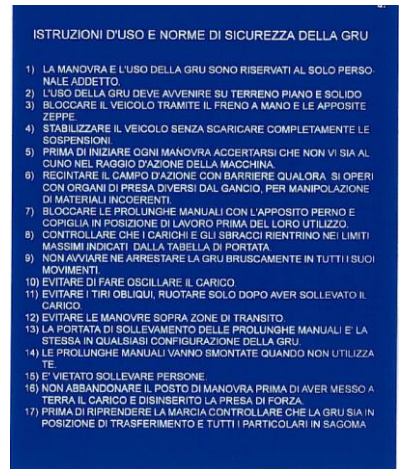 ISTRUZIONI D'USO E NORME DI SICUREZZA DELLA GRU
1) LA MANOVRA E L'USO DELLA GRU SONO RISERVATI AL SOLO PERSO-
NALE ADDETTO.
2) L'USO DELLA GRU DEVE AVVENIRE SU TERRENO PIANO E SOLIDO
3) BLOCCARE IL VEICOLO TRAMITE IL FRENO A MANO E LE APPOSITE
ZEPPE.
4) STABILIZZARE IL VEICOLO SENZA SCARICARE COMPLETAMENTE LE
SOSPENSIONI.
5) PRIMA DI INIZIARE OGNI MANOVRA ACCERTARSI CHE NON VI SIA AL
CUNO NEL RAGGIO D'AZIONE DELLA MACCHINA.
6) RECINTARE IL CAMPO D'AZIONE CON BARRIERE QUALORA SI OPERI
CON ORGANI DI PRESA DIVERSI DAL GANCIO, PER MANIPOLAZIONE
DI MATERIALI INCOERENTI.
7) BLOCCARE LE PROLUNGHE MANUALI CON L'APPOSITO PERNO E
COPIGLIA IN POSIZIONE DI LAVORO PRIMA DEL LORO UTILIZZO.
8) CONTROLLARE CHE I CARICHI E GLI SBRACCI RIENTRINO NEI LIMITI
MASSIMI INDICATI DALLA TABELLA DI PORTATA.
9) NON AVVIARE NE ARRESTARE LA GRU BRUSCAMENTE IN TUTTI I SUOI
MOVIMENTI.
10) EVITARE DI FARE OSCILLARE IL CARICO.
11) EVITARE I TIRI OBLIQUI, RUOTARE SOLO DOPO AVER SOLLEVATO IL
CARICO.
12) EVITARE LE MANOVRE SOPRA ZONE DI TRANSITO.
13) LA PORTATA DI SOLLEVAMENTO DELLE PROLUNGHE MANUALI E' LA
STESSA IN QUALSIASI CONFIGURAZIONE DELLA GRU.
14) LE PROLUNGHE MANUALI VANNO SMONTATE QUANDO NON UTILIZZA
TE.
15) E' VIETATO SOLLEVARE PERSONE.
16) NON ABBANDONARE IL POSTO DI MANOVRA PRIMA DI AVER MESSO A
TERRA IL CARICO E DISINSERITO LA PRESA DI FORZA.
17) PRIMA DI RIPRENDERE LA MARCIA CONTROLLARE CHE LA GRU SIA IN
POSIZIONE DI TRASFERIMENTO E TUTTI I PARTICOLARI IN SAGOMA